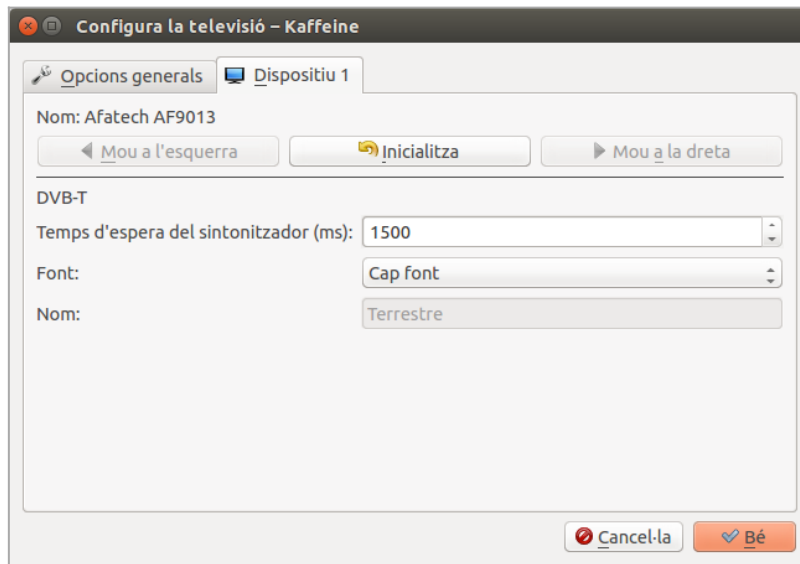 Configura la televisió – Kaffeine
Opcions generals Dispositiu 1
Nom: Afatech AF9013
Mou a l'esquerra Inicialitza Mou a la dreta
DVB-T
Temps d'espera del sintonitzador (ms): 1500
Font: Cap font
Nom: Terrestre
Cancel·la Bé